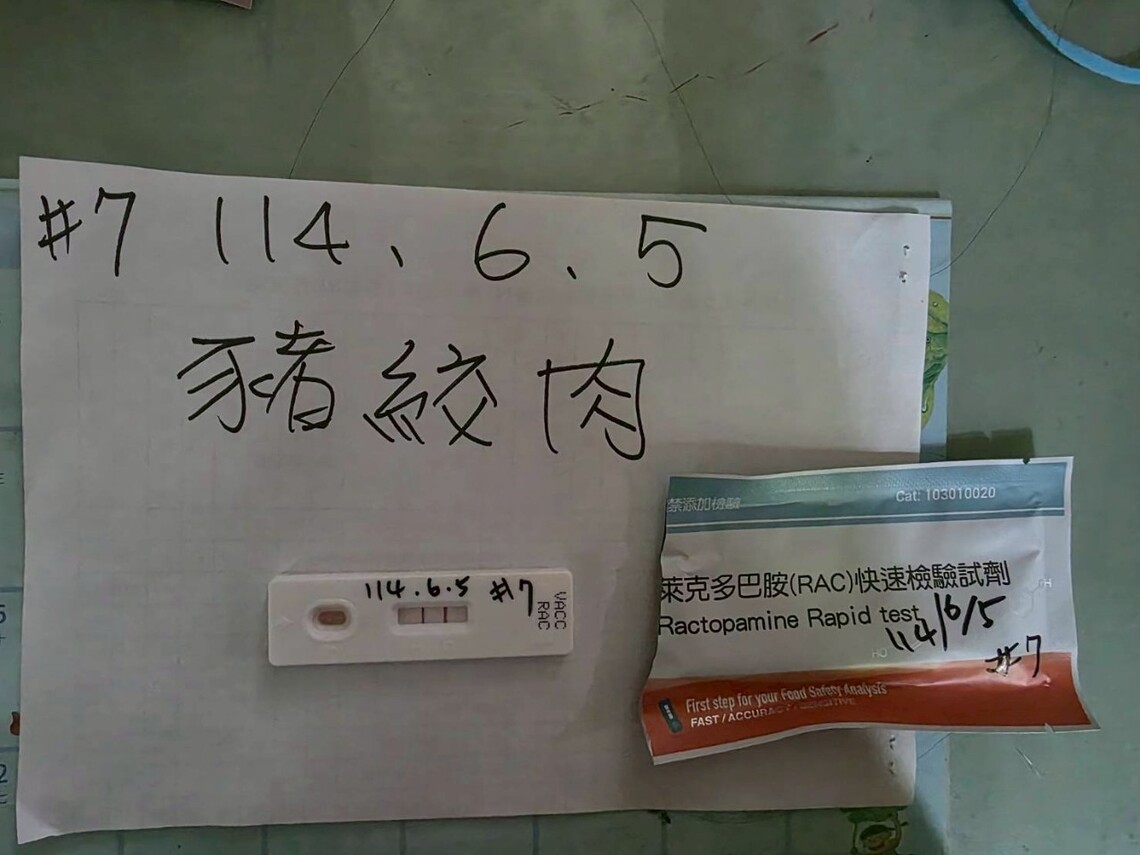 #7 114、6、5
豬絞肉
114.6.5 #7
VACC
RAC
禁添加檢驗
Cat: 103010020
萊克多巴胺(RAC)快速檢驗試劑
Ractopamine Rapid test
114/6/5
#7
First step for your Food Safety Analysis
FAST / ACCURACY / SENSITIVE